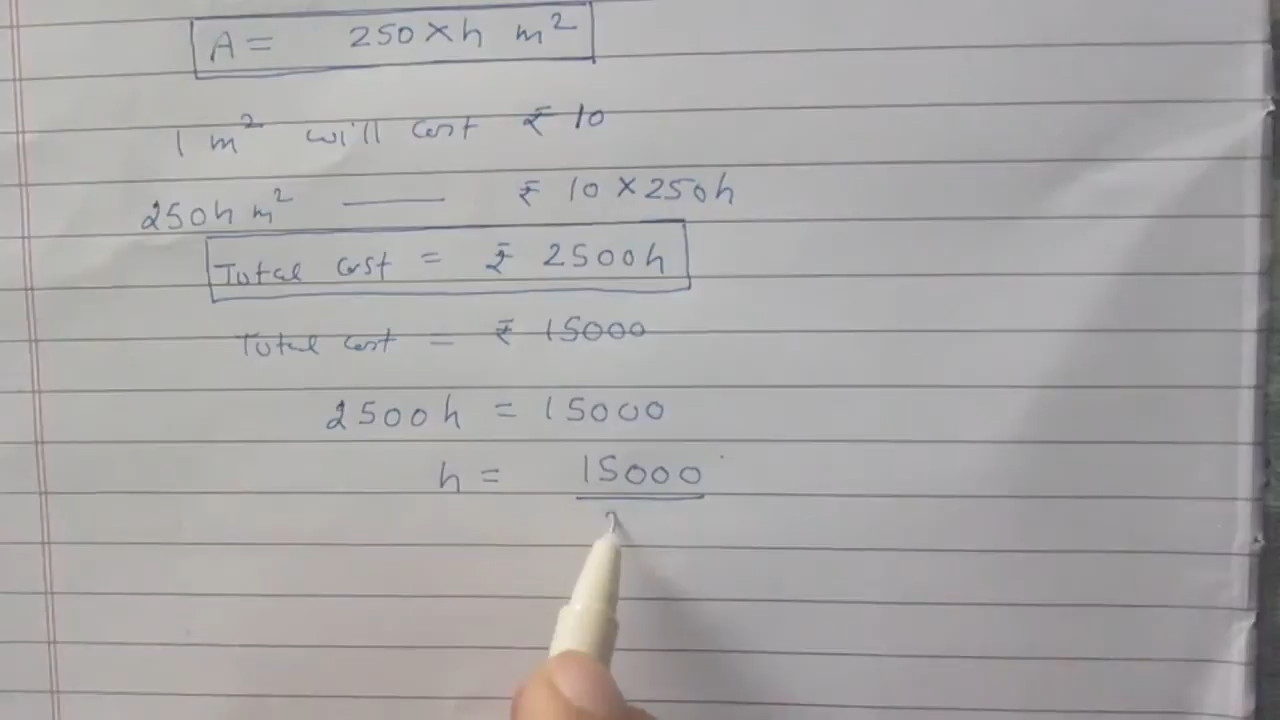 A = 250 × h m²
1 m² will cost ₹ 10
250h m² —— ₹ 10 × 250h
Total cost = ₹ 2500h
Total cost = ₹ 15000
2500h = 15000
h = 15000
2